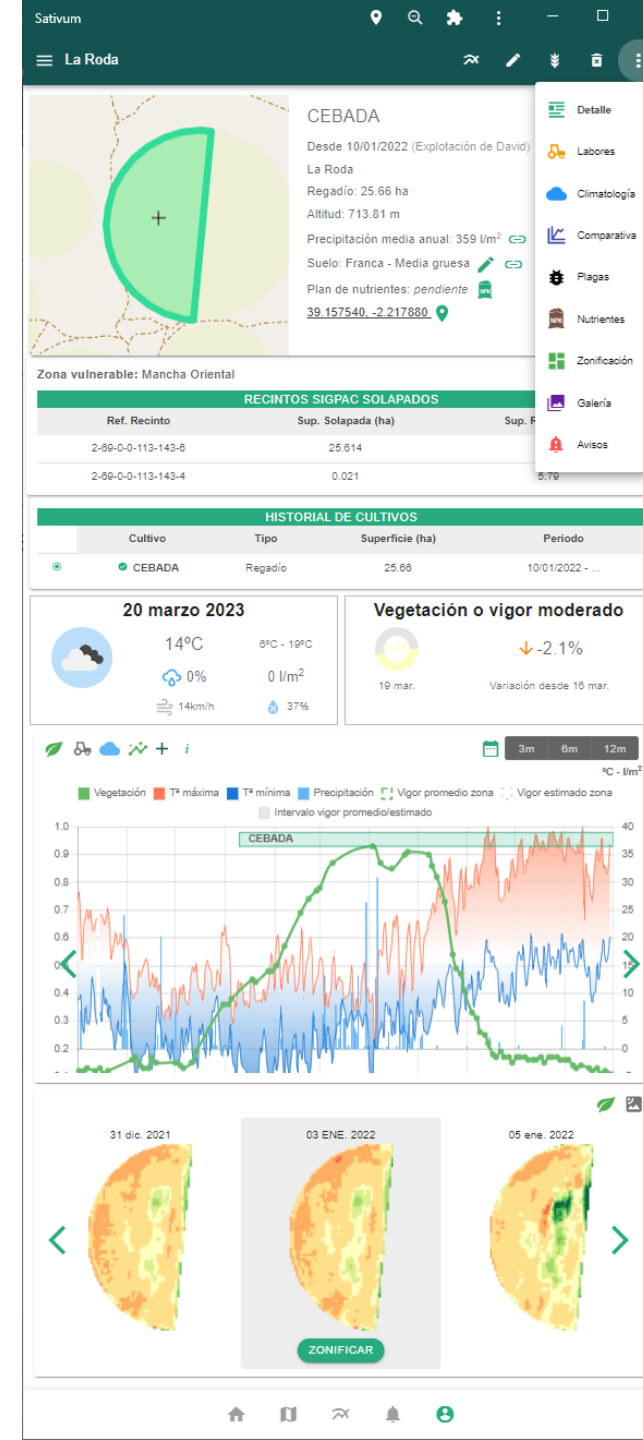 Sativum
La Roda
Detalle
Labores
Climatología
Comparativa
Plagas
Nutrientes
Zonificación
Galería
Avisos
CEBADA
Desde 10/01/2022 (Explotación de David)
La Roda
Regadío: 25.66 ha
Altitud: 713.81 m
Precipitación media anual: 359 l/m²
Suelo: Franca - Media gruesa
Plan de nutrientes: pendiente
39.157540, -2.217880
Zona vulnerable: Mancha Oriental
RECINTOS SIGPAC SOLAPADOS
Ref. Recinto Sup. Solapada (ha) Sup. R
2-69-0-0-113-143-6 25.614
2-69-0-0-113-143-4 0.021 5.79
HISTORIAL DE CULTIVOS
Cultivo Tipo Superficie (ha) Periodo
CEBADA Regadío 25.66 10/01/2022 - ...
20 marzo 2023
14ºC 6ºC - 19ºC
0% 0 l/m²
14km/h 37%
Vegetación o vigor moderado
-2.1%
19 mar. Variación desde 16 mar.
3m 6m 12m
ºC - l/m²
Vegetación Tª máxima Tª mínima Precipitación Vigor promedio zona Vigor estimado zona
Intervalo vigor promedio/estimado
CEBADA
1.0 40
0.9 35
0.8 30
0.7 25
0.6 20
15
0.4 10
0.3 5
0.2 0
31 dic. 2021 03 ENE. 2022 05 ene. 2022
ZONIFICAR